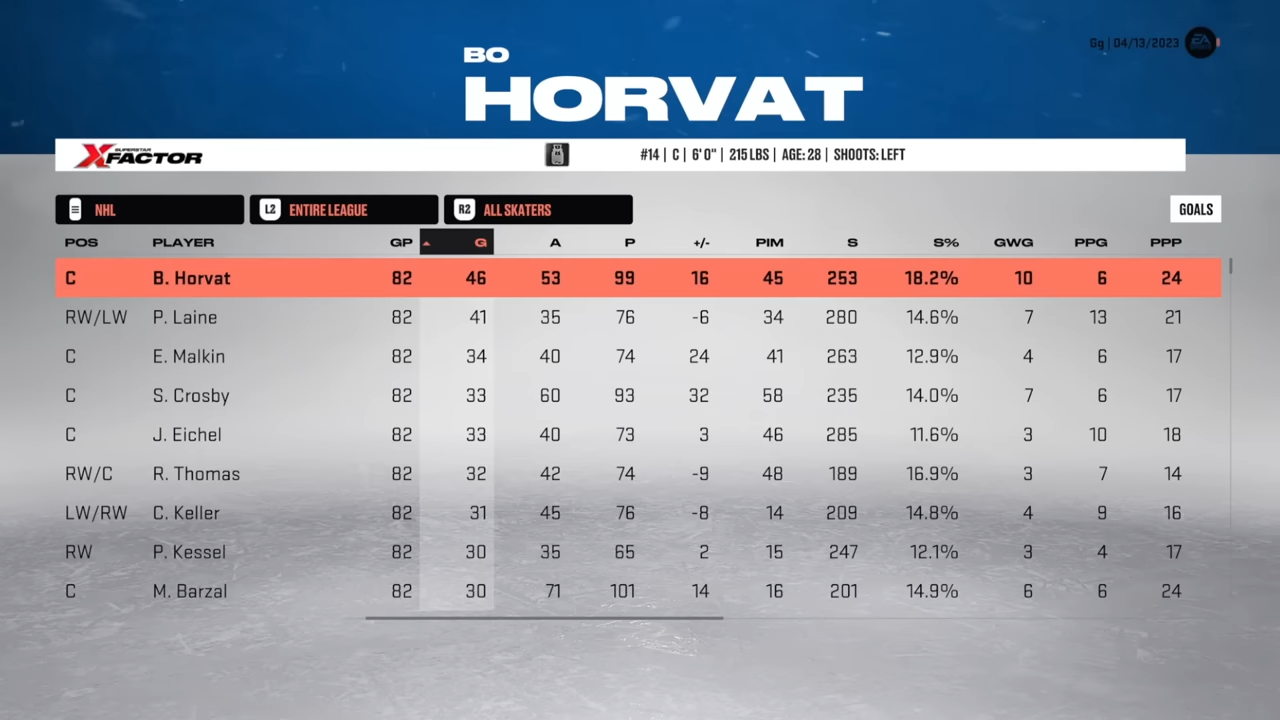 BO
HORVAT
Gg | 04/13/2023
SUPERSTAR
XFACTOR
#14 | C | 6' 0" | 215 LBS | AGE: 28 | SHOOTS: LEFT
NHL L2 ENTIRE LEAGUE R2 ALL SKATERS GOALS
POS PLAYER GP G A P +/- PIM S S% GWG PPG PPP
C B. Horvat 82 46 53 99 16 45 253 18.2% 10 6 24
RW/LW P. Laine 82 41 35 76 -6 34 280 14.6% 7 13 21
C E. Malkin 82 34 40 74 24 41 263 12.9% 4 6 17
C S. Crosby 82 33 60 93 32 58 235 14.0% 7 6 17
C J. Eichel 82 33 40 73 3 46 285 11.6% 3 10 18
RW/C R. Thomas 82 32 42 74 -9 48 189 16.9% 3 7 14
LW/RW C. Keller 82 31 45 76 -8 14 209 14.8% 4 9 16
RW P. Kessel 82 30 35 65 2 15 247 12.1% 3 4 17
C M. Barzal 82 30 71 101 14 16 201 14.9% 6 6 24